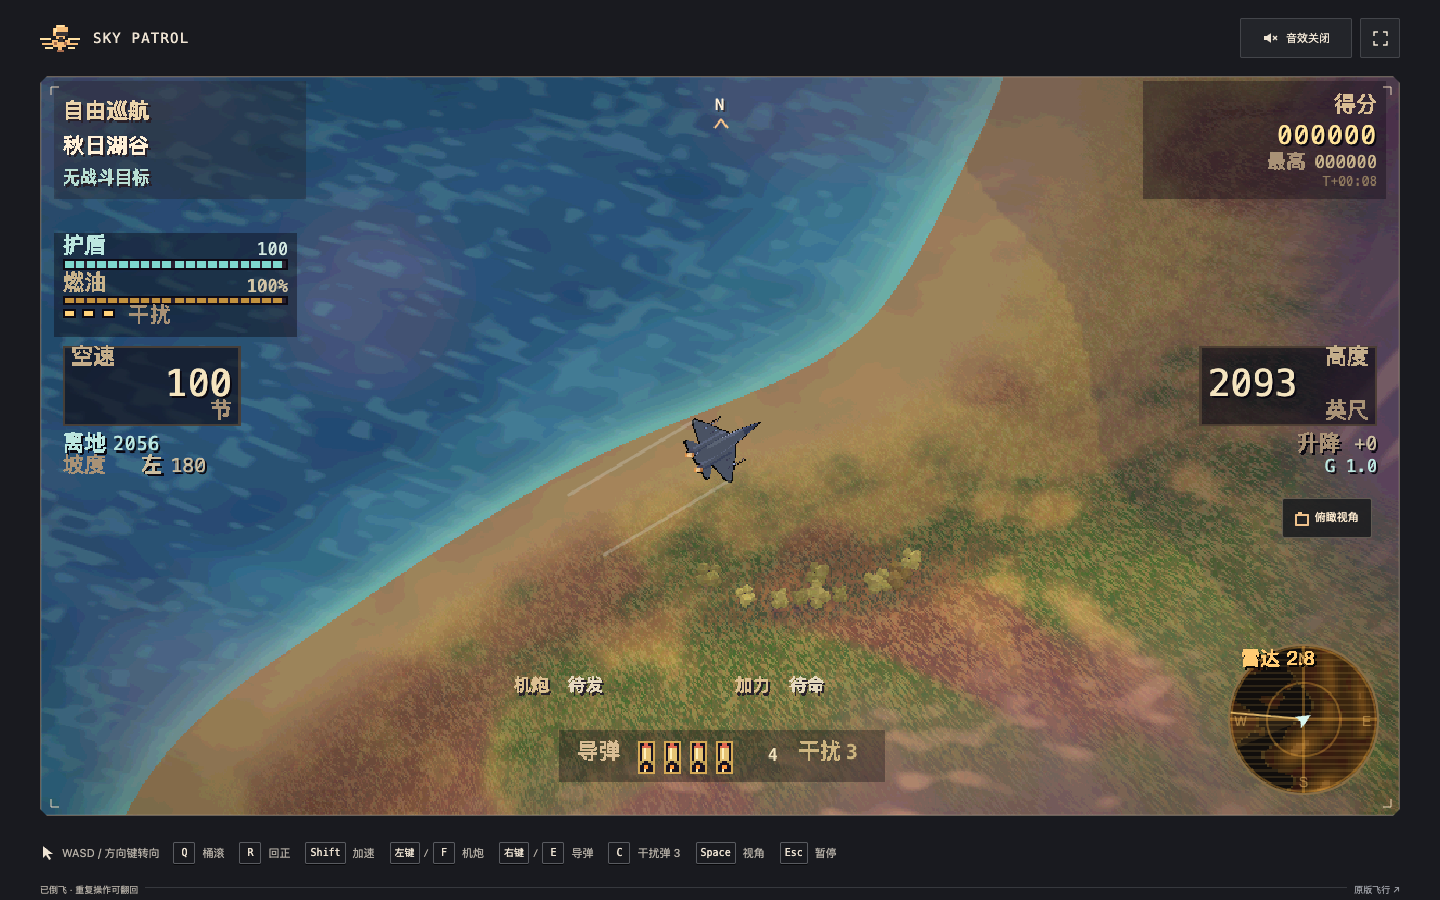 SKY PATROL
音效关闭
自由巡航
秋日湖谷
无战斗目标
N
得分
000000
最高 000000
T+00:08
护盾 100
燃油 100%
干扰
空速
100
节
离地 2056
坡度 左 180
高度
2093
英尺
升降 +0
G 1.0
俯瞰视角
雷达 2.8
N
W E
S
机炮 待发 加力 待命
导弹 4 干扰 3
WASD / 方向键转向 Q 桶滚 R 回正 Shift 加速 左键 / F 机炮 右键 / E 导弹 C 干扰弹 3 Space 视角 Esc 暂停
已倒飞 · 重复操作可翻回
原版飞行 ↗